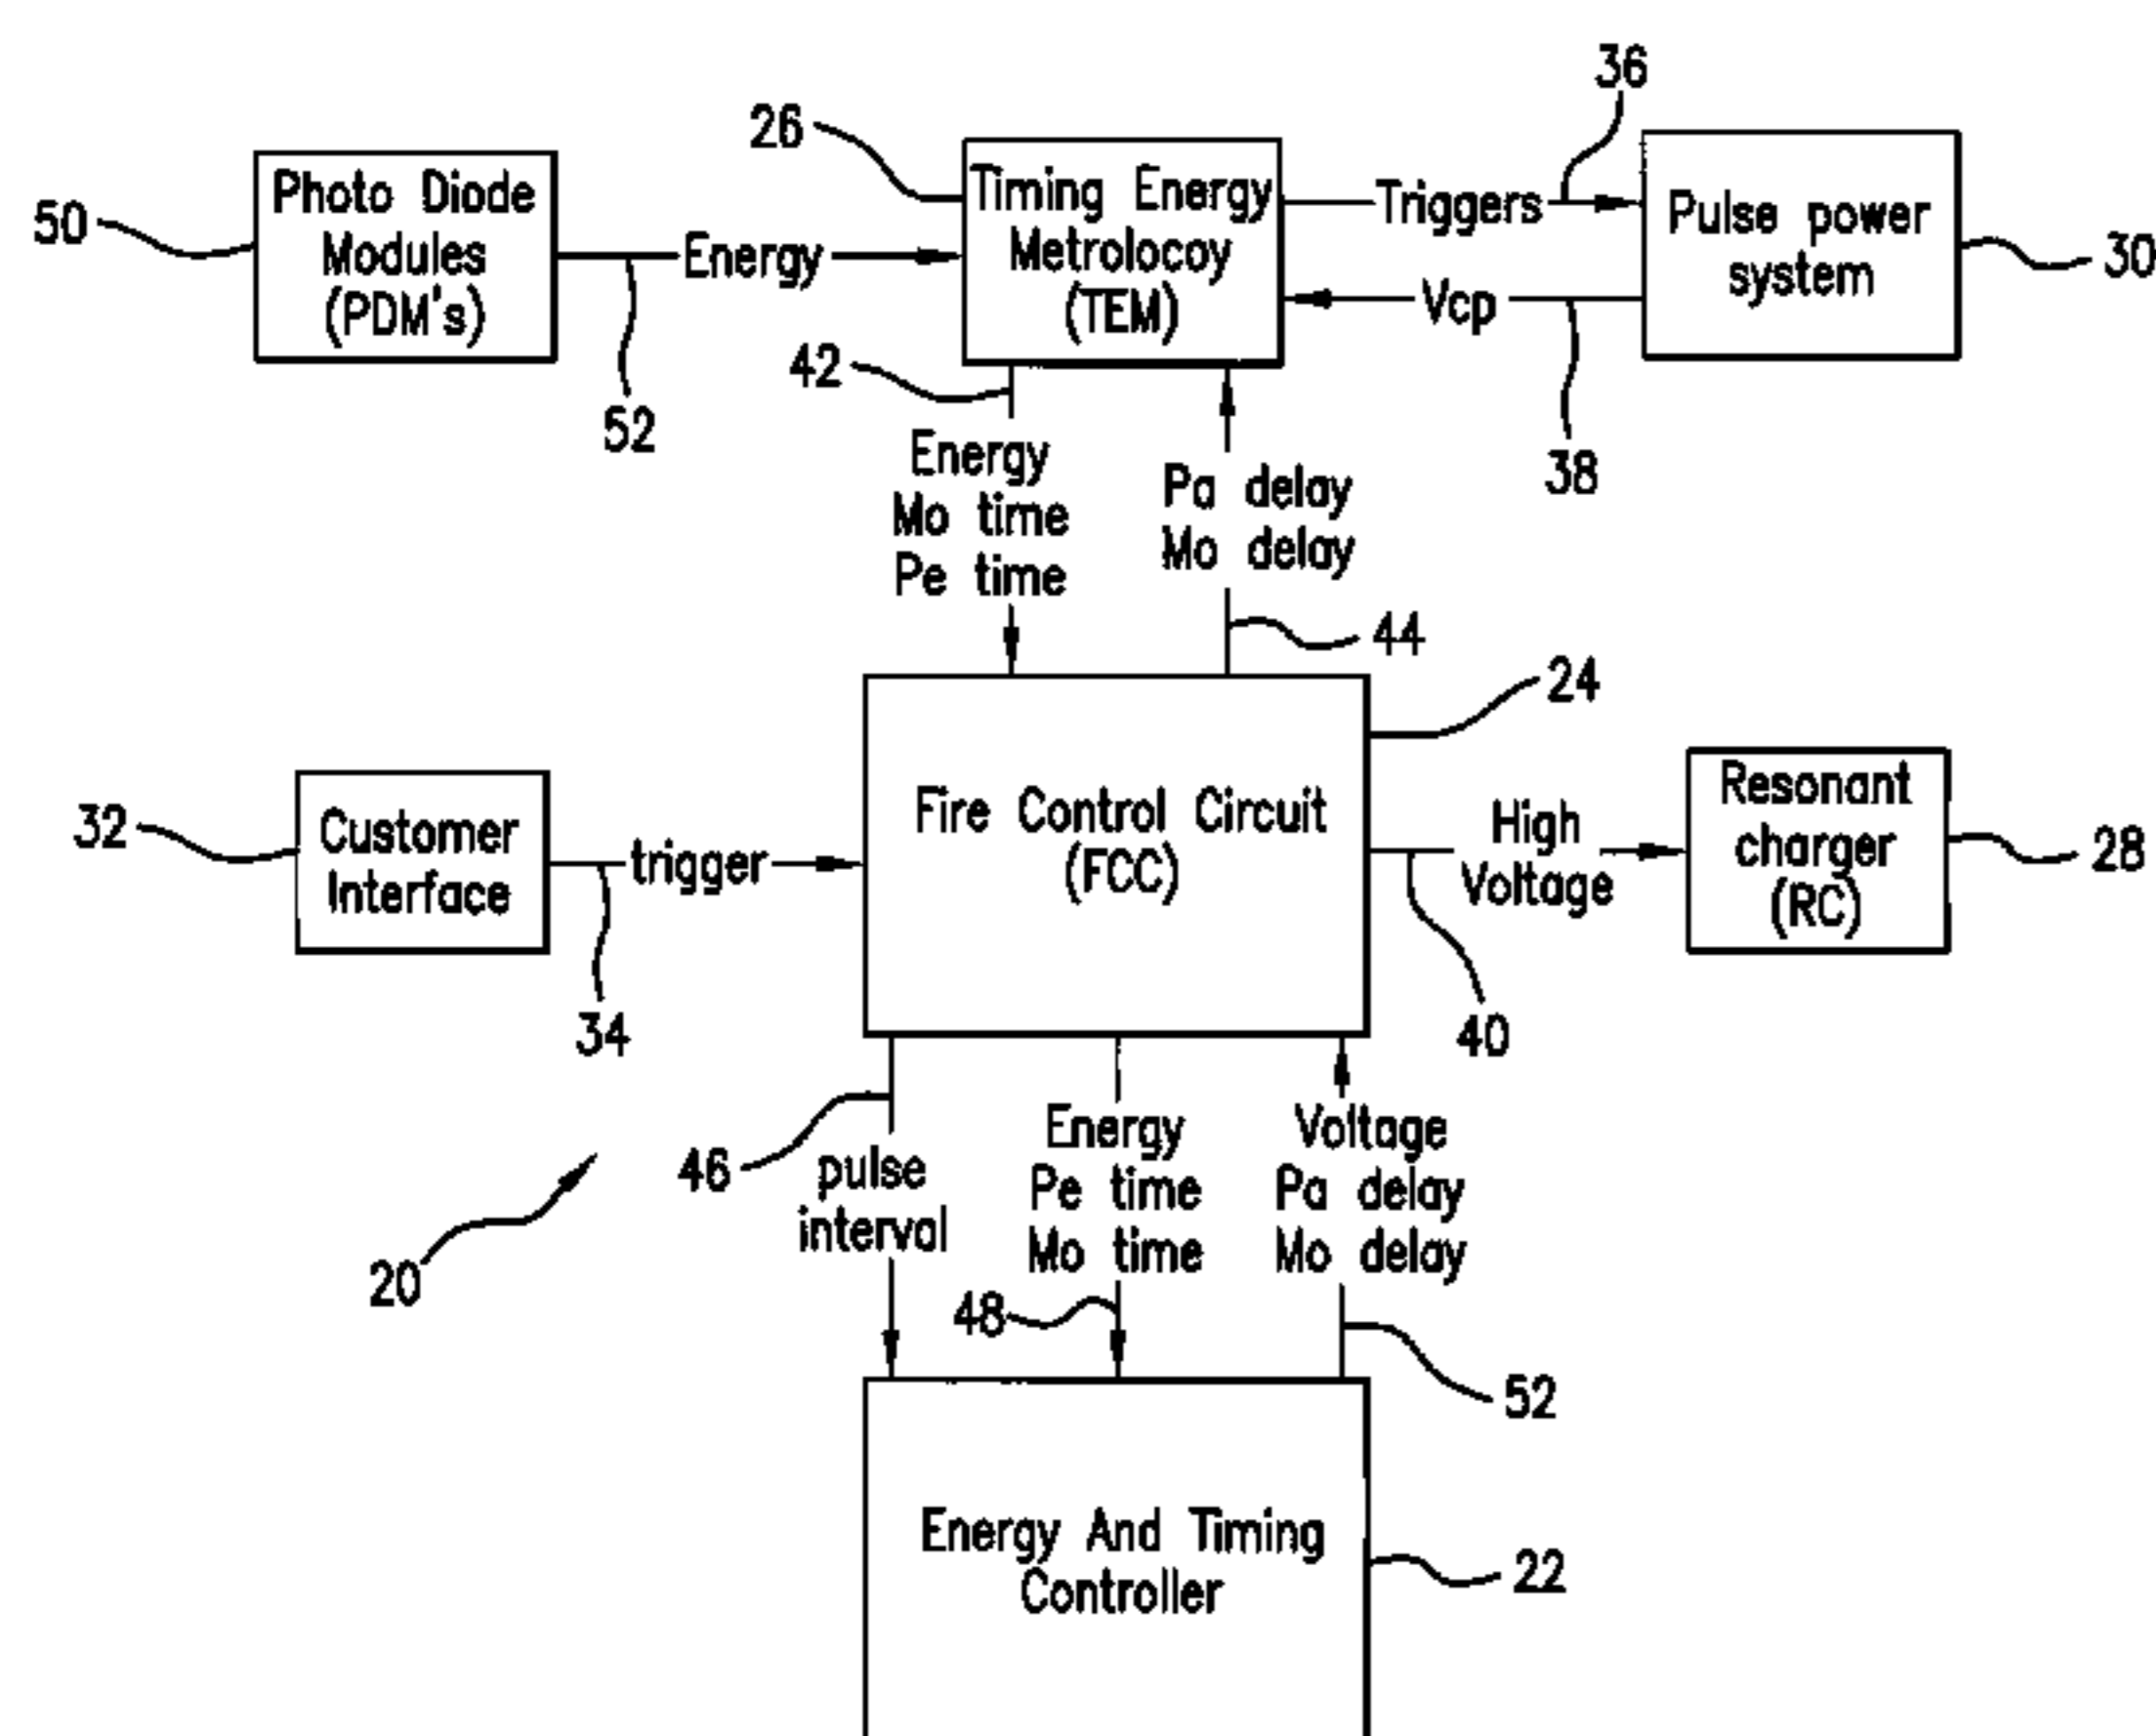 36
26
50
Photo Diode
Modules
(PDM's)
Energy
52
Timing Energy
Metrolocoy
(TEM)
Triggers
Vcp
Pulse power
system
30
38
42
Energy
Mo time
Pe time
Pa delay
Mo delay
44
24
32
Customer
Interface
trigger
34
Fire Control Circuit
(FCC)
High
Voltage
40
Resonant
charger
(RC)
28
46
pulse
interval
Energy
Pe time
Mo time
48
Voltage
Pa delay
Mo delay
52
20
Energy And Timing
Controller
22